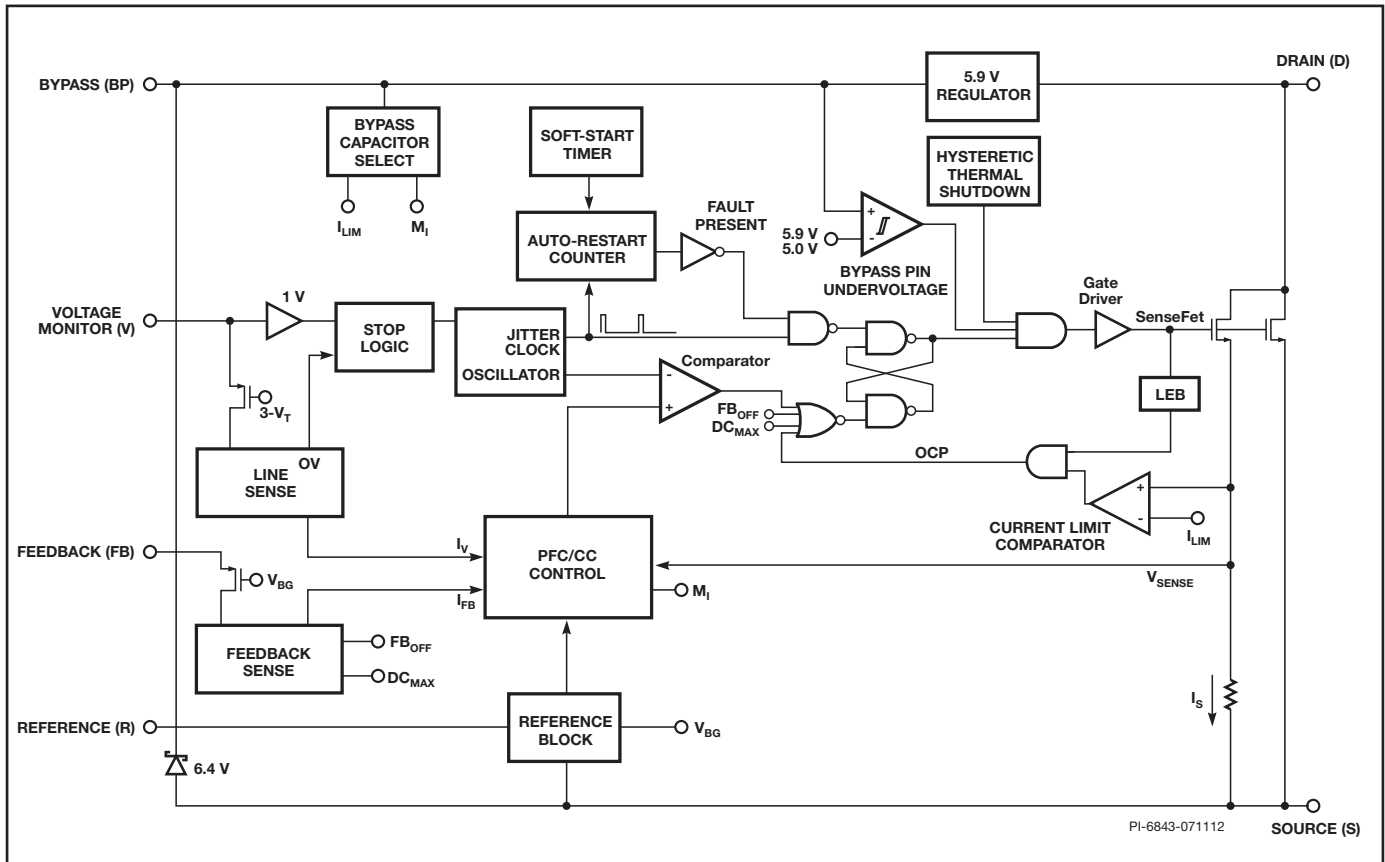 DRAIN (D)
BYPASS (BP)
5.9 V
REGULATOR
BYPASS
CAPACITOR
SELECT
SOFT-START
TIMER
HYSTERETIC
THERMAL
SHUTDOWN
I_LIM
M_I
FAULT
PRESENT
AUTO-RESTART
COUNTER
+
5.9 V
5.0 V
-
BYPASS PIN
UNDERVOLTAGE
Gate
Driver
SenseFet
VOLTAGE
MONITOR (V)
1 V
STOP
LOGIC
JITTER
CLOCK
OSCILLATOR
Comparator
-
+
3-V_T
FB_OFF
DC_MAX
LEB
OCP
LINE
SENSE
OV
+
-
I_LIM
CURRENT LIMIT
COMPARATOR
FEEDBACK (FB)
V_BG
I_V
I_FB
PFC/CC
CONTROL
M_I
V_SENSE
FEEDBACK
SENSE
FB_OFF
DC_MAX
REFERENCE (R)
REFERENCE
BLOCK
V_BG
I_S
6.4 V
PI-6843-071112
SOURCE (S)